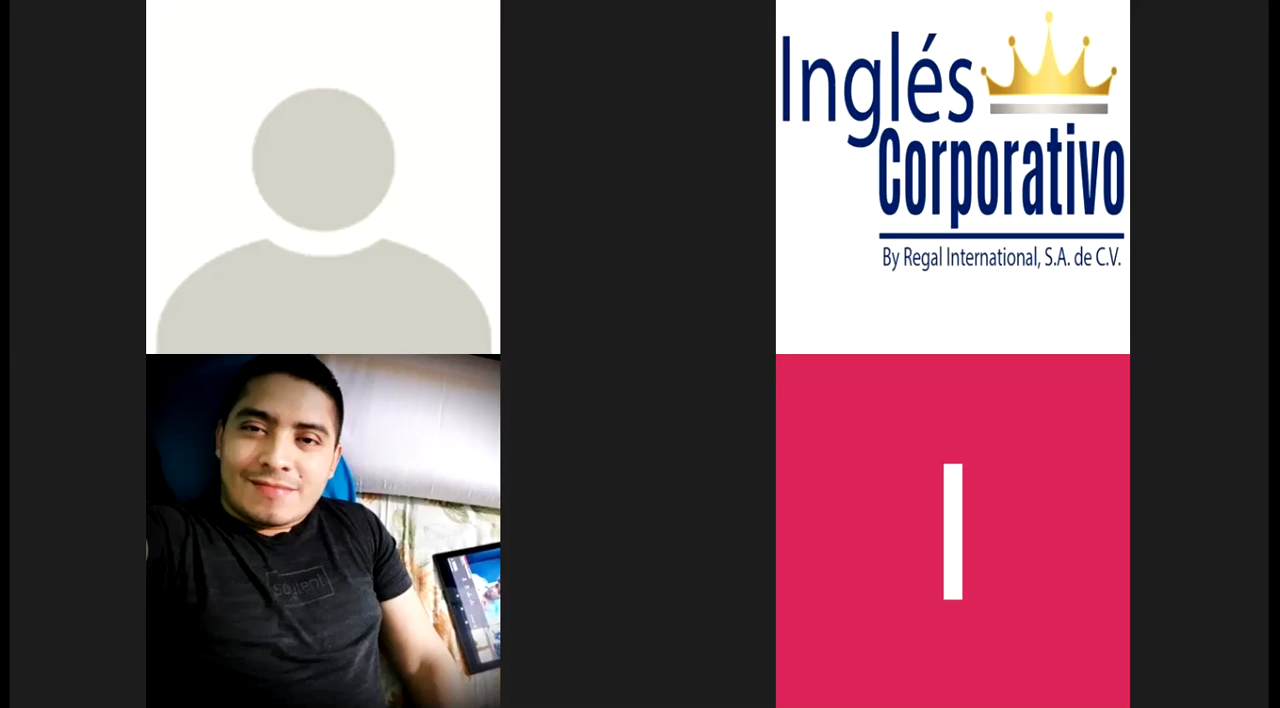 Inglés
Corporativo
By Regal International, S.A. de C.V.
I